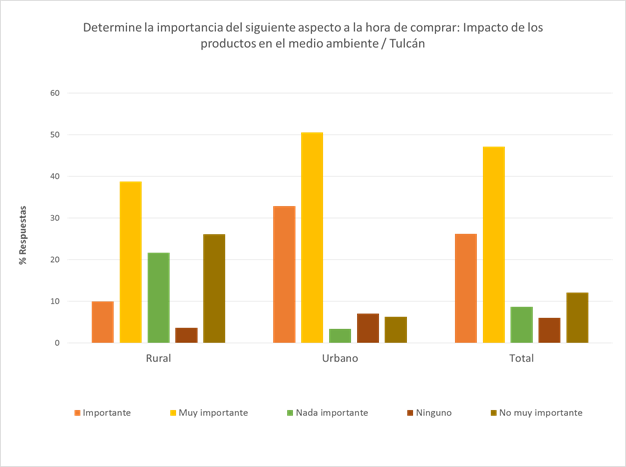 Determine la importancia del siguiente aspecto a la hora de comprar: Impacto de los
productos en el medio ambiente / Tulcán
60
50
40
30
20
10
0
% Respuestas
Rural Urbano Total
Importante Muy importante Nada importante Ninguno No muy importante